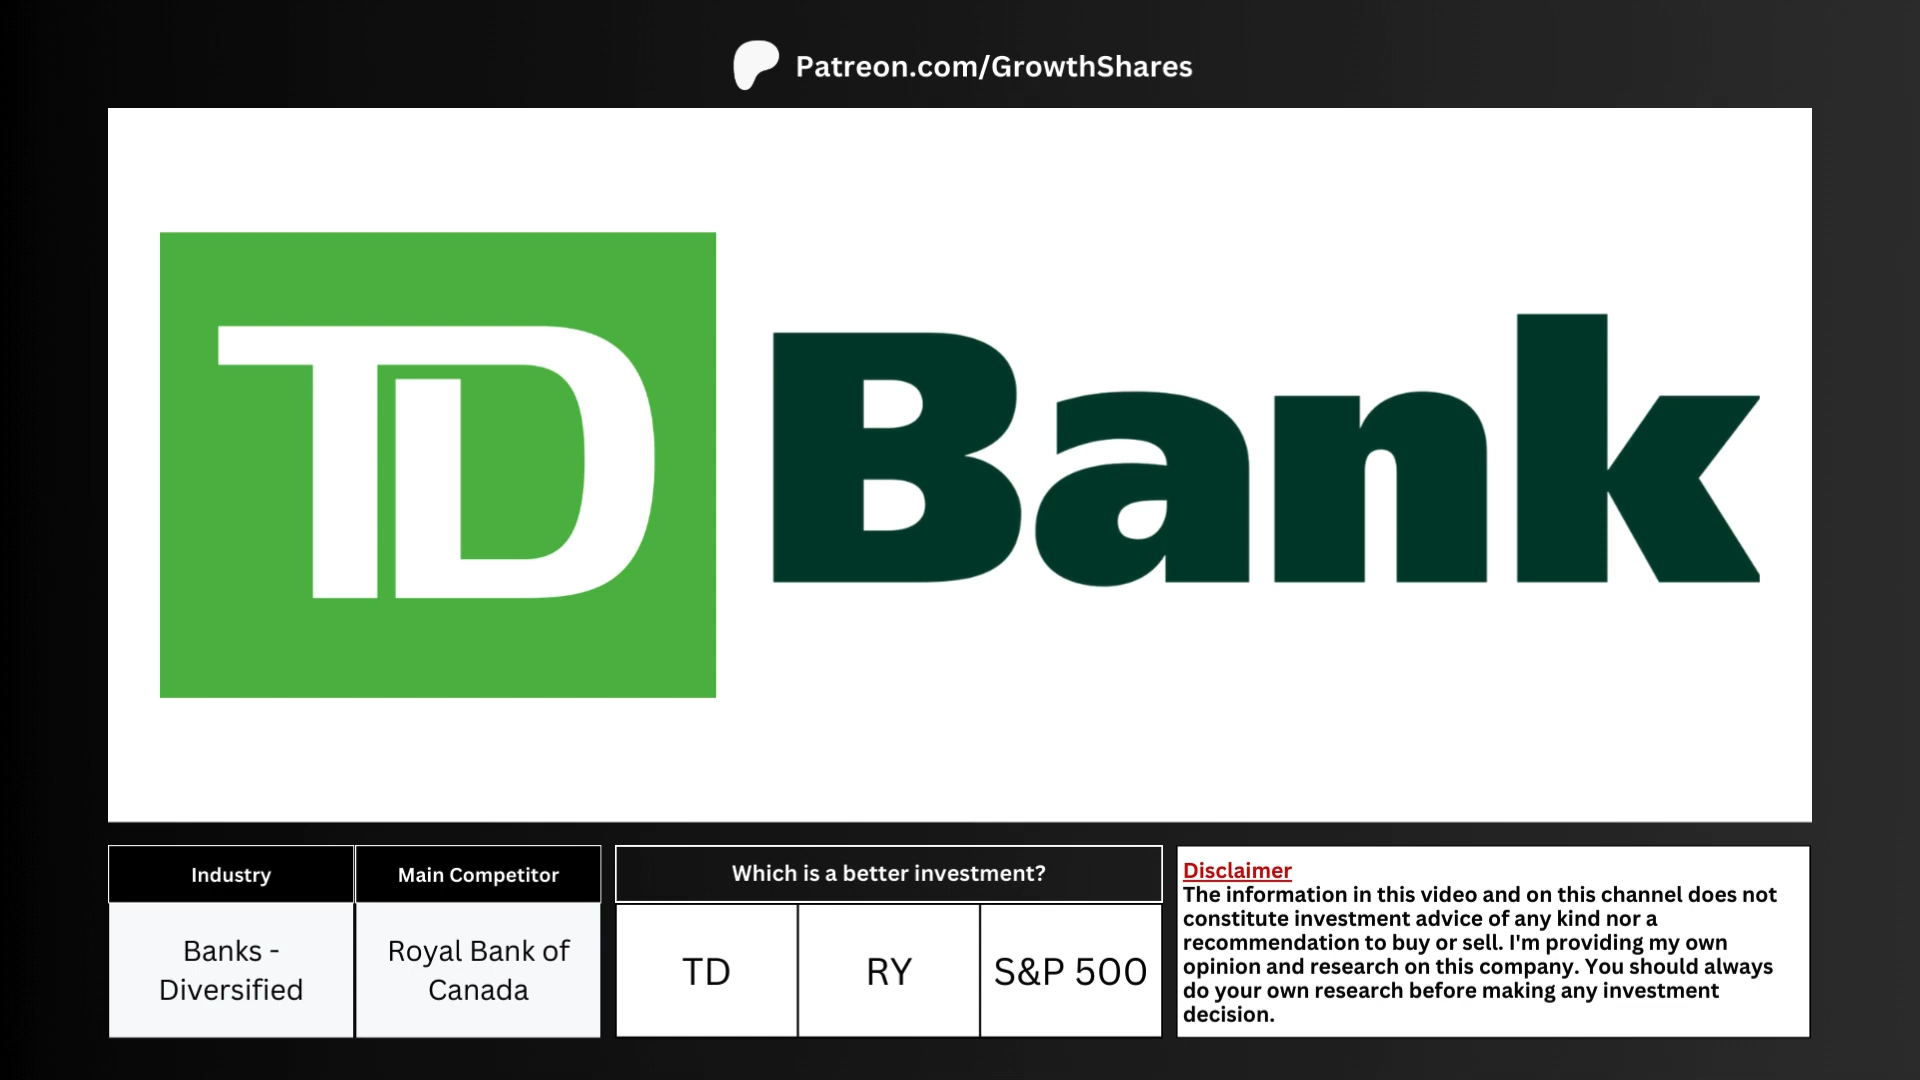 Patreon.com/GrowthShares
TD Bank
Industry
Main Competitor
Banks -
Diversified
Royal Bank of
Canada
Which is a better investment?
TD
RY
S&P 500
Disclaimer
The information in this video and on this channel does not
constitute investment advice of any kind nor a
recommendation to buy or sell. I'm providing my own
opinion and research on this company. You should always
do your own research before making any investment
decision.